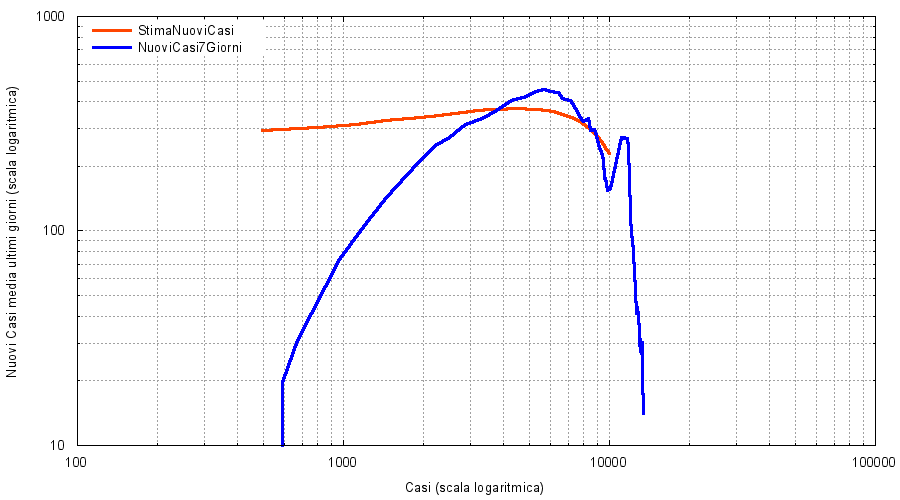 1000
StimaNuoviCasi
NuoviCasi7Giorni
Nuovi Casi media ultimi giorni (scala logaritmica)
100
10
100
1000
10000
100000
Casi (scala logaritmica)